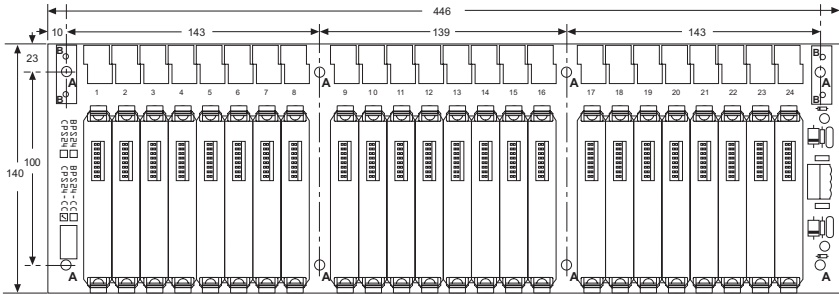 446
10 143 139 143
B B
23
A A A A
B B
1 2 3 4 5 6 7 8 9 10 11 12 13 14 15 16 17 18 19 20 21 22 23 24
BPS24
CPS24
100
140
BPS24-CC
CPS24-CC
A A A A